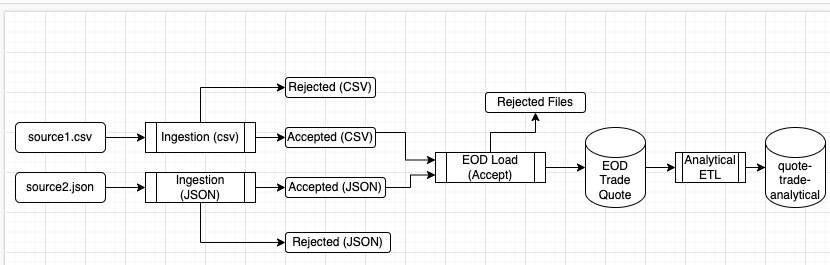 Rejected (CSV)
Rejected Files
source1.csv
Ingestion (csv)
Accepted (CSV)
EOD Load
(Accept)
EOD
Trade
Quote
Analytical
ETL
quote-
trade-
analytical
source2.json
Ingestion
(JSON)
Accepted (JSON)
Rejected (JSON)